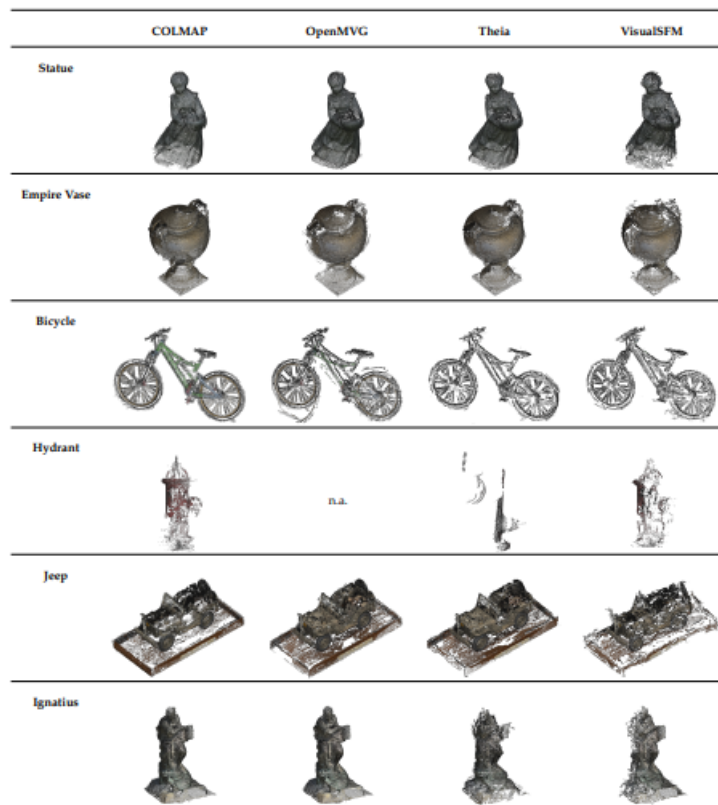 COLMAP OpenMVG Theia VisualSFM
Statue
Empire Vase
Bicycle
Hydrant
n.a.
Jeep
Ignatius